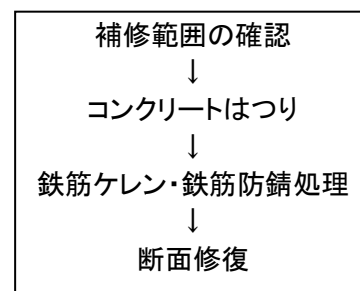 補修範囲の確認
↓
コンクリートはつり
↓
鉄筋ケレン・鉄筋防錆処理
↓
断面修復